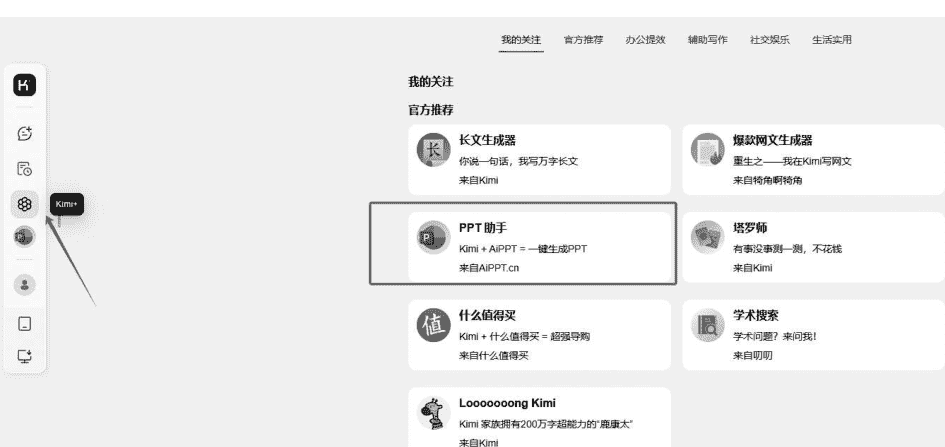 我的关注 官方推荐 办公提效 辅助写作 社交娱乐 生活实用
K
Kimi+
我的关注
官方推荐
长
长文生成器
你说一句话，我写万字长文
来自Kimi
爆款网文生成器
重生之——我在Kimi写网文
来自犄角啊犄角
P
PPT 助手
Kimi + AiPPT = 一键生成PPT
来自AiPPT.cn
塔罗师
有事没事测一测，不花钱
来自Kimi
值
什么值得买
Kimi + 什么值得买 = 超强导购
来自什么值得买
学术搜索
学术问题？来问我！
来自叨叨
Looooooong Kimi
Kimi 家族拥有200万字超能力的“鹿康太”
来自Kimi